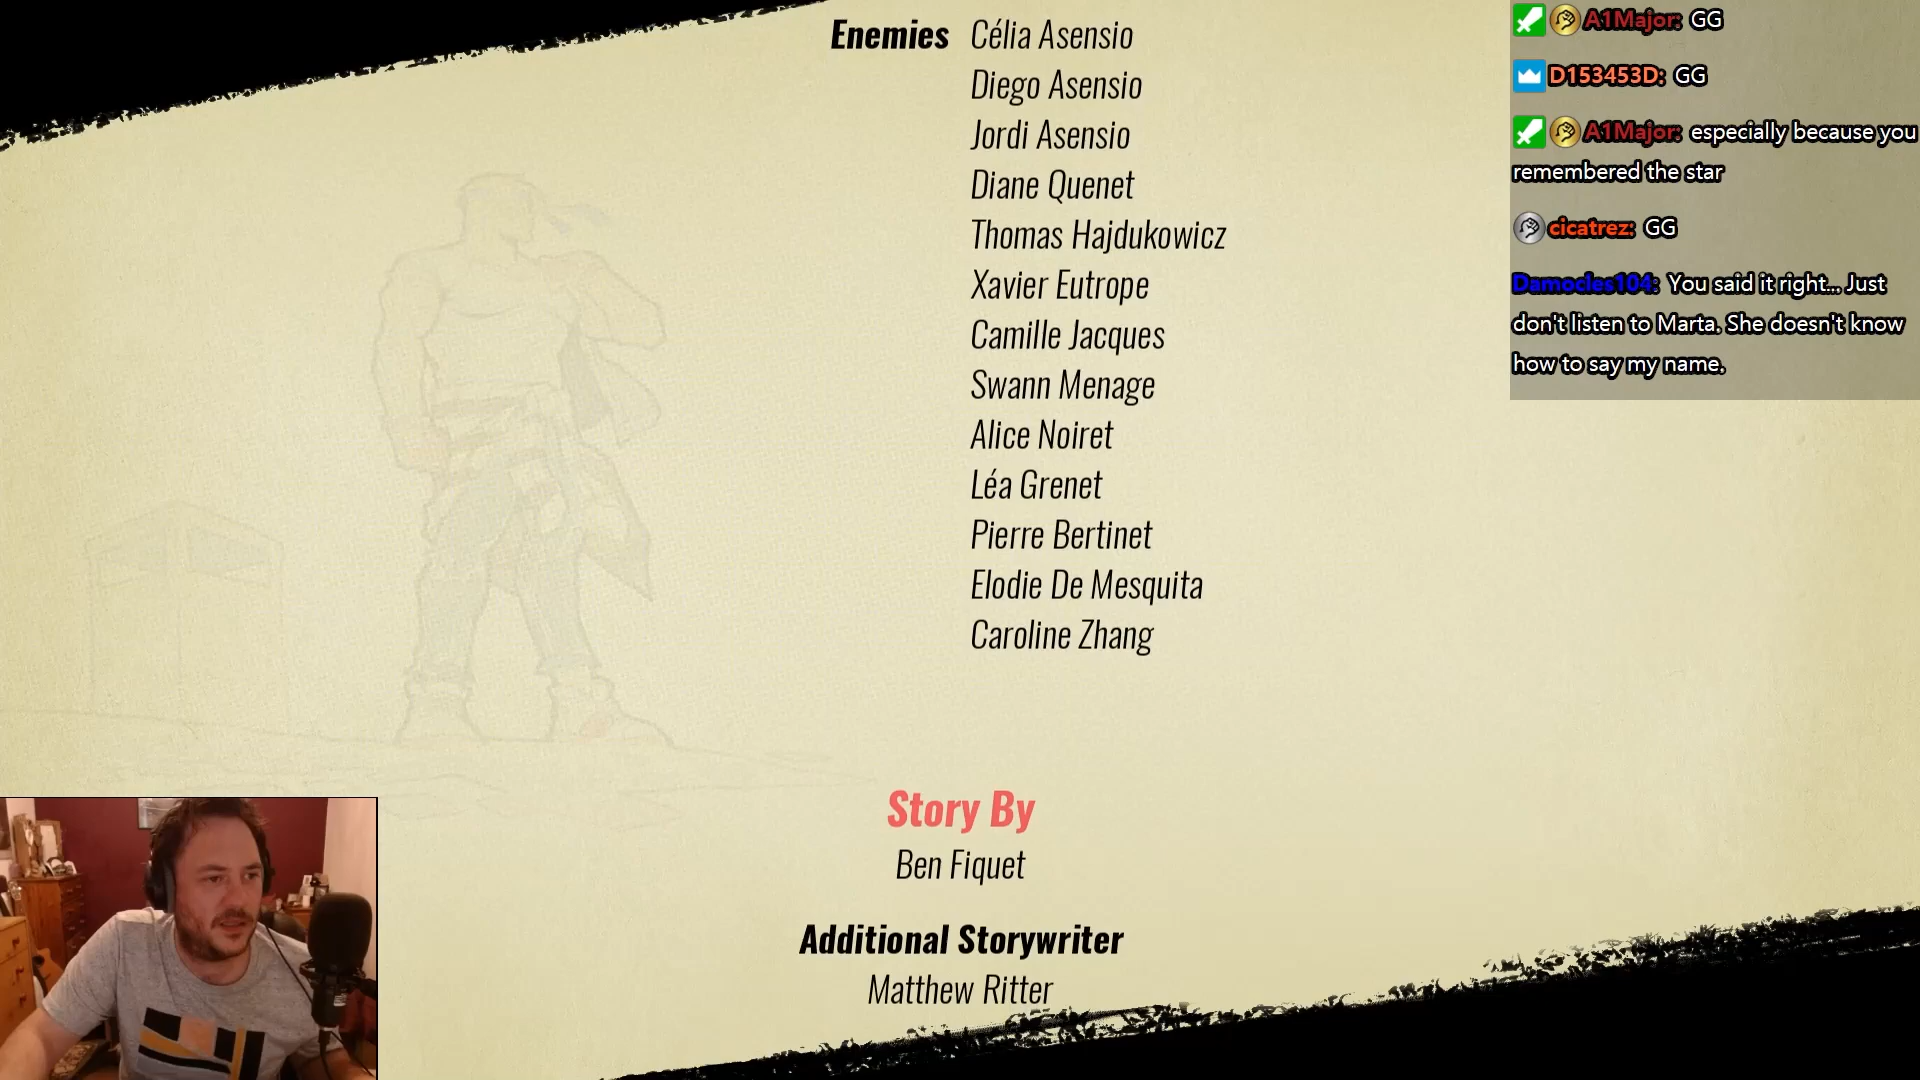 Enemies Célia Asensio
Diego Asensio
Jordi Asensio
Diane Quenet
Thomas Hajdukowicz
Xavier Eutrope
Camille Jacques
Swann Menage
Alice Noiret
Léa Grenet
Pierre Bertinet
Elodie De Mesquita
Caroline Zhang
Story By
Ben Fiquet
Additional Storywriter
Matthew Ritter
A1Major: GG
D153453D: GG
A1Major: especially because you
remembered the star
cicatrez: GG
Damocles104: You said it right... Just
don't listen to Marta. She doesn't know
how to say my name.